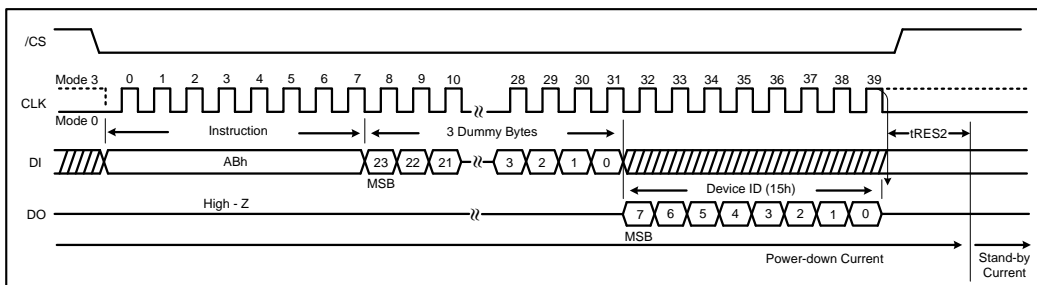 /CS
Mode 3
0 1 2 3 4 5 6 7 8 9 10 28 29 30 31 32 33 34 35 36 37 38 39
CLK
Mode 0
Instruction 3 Dummy Bytes tRES2
DI ABh 23 22 21 3 2 1 0
MSB
Device ID (15h)
High - Z
DO 7 6 5 4 3 2 1 0
MSB
Power-down Current Stand-by
Current